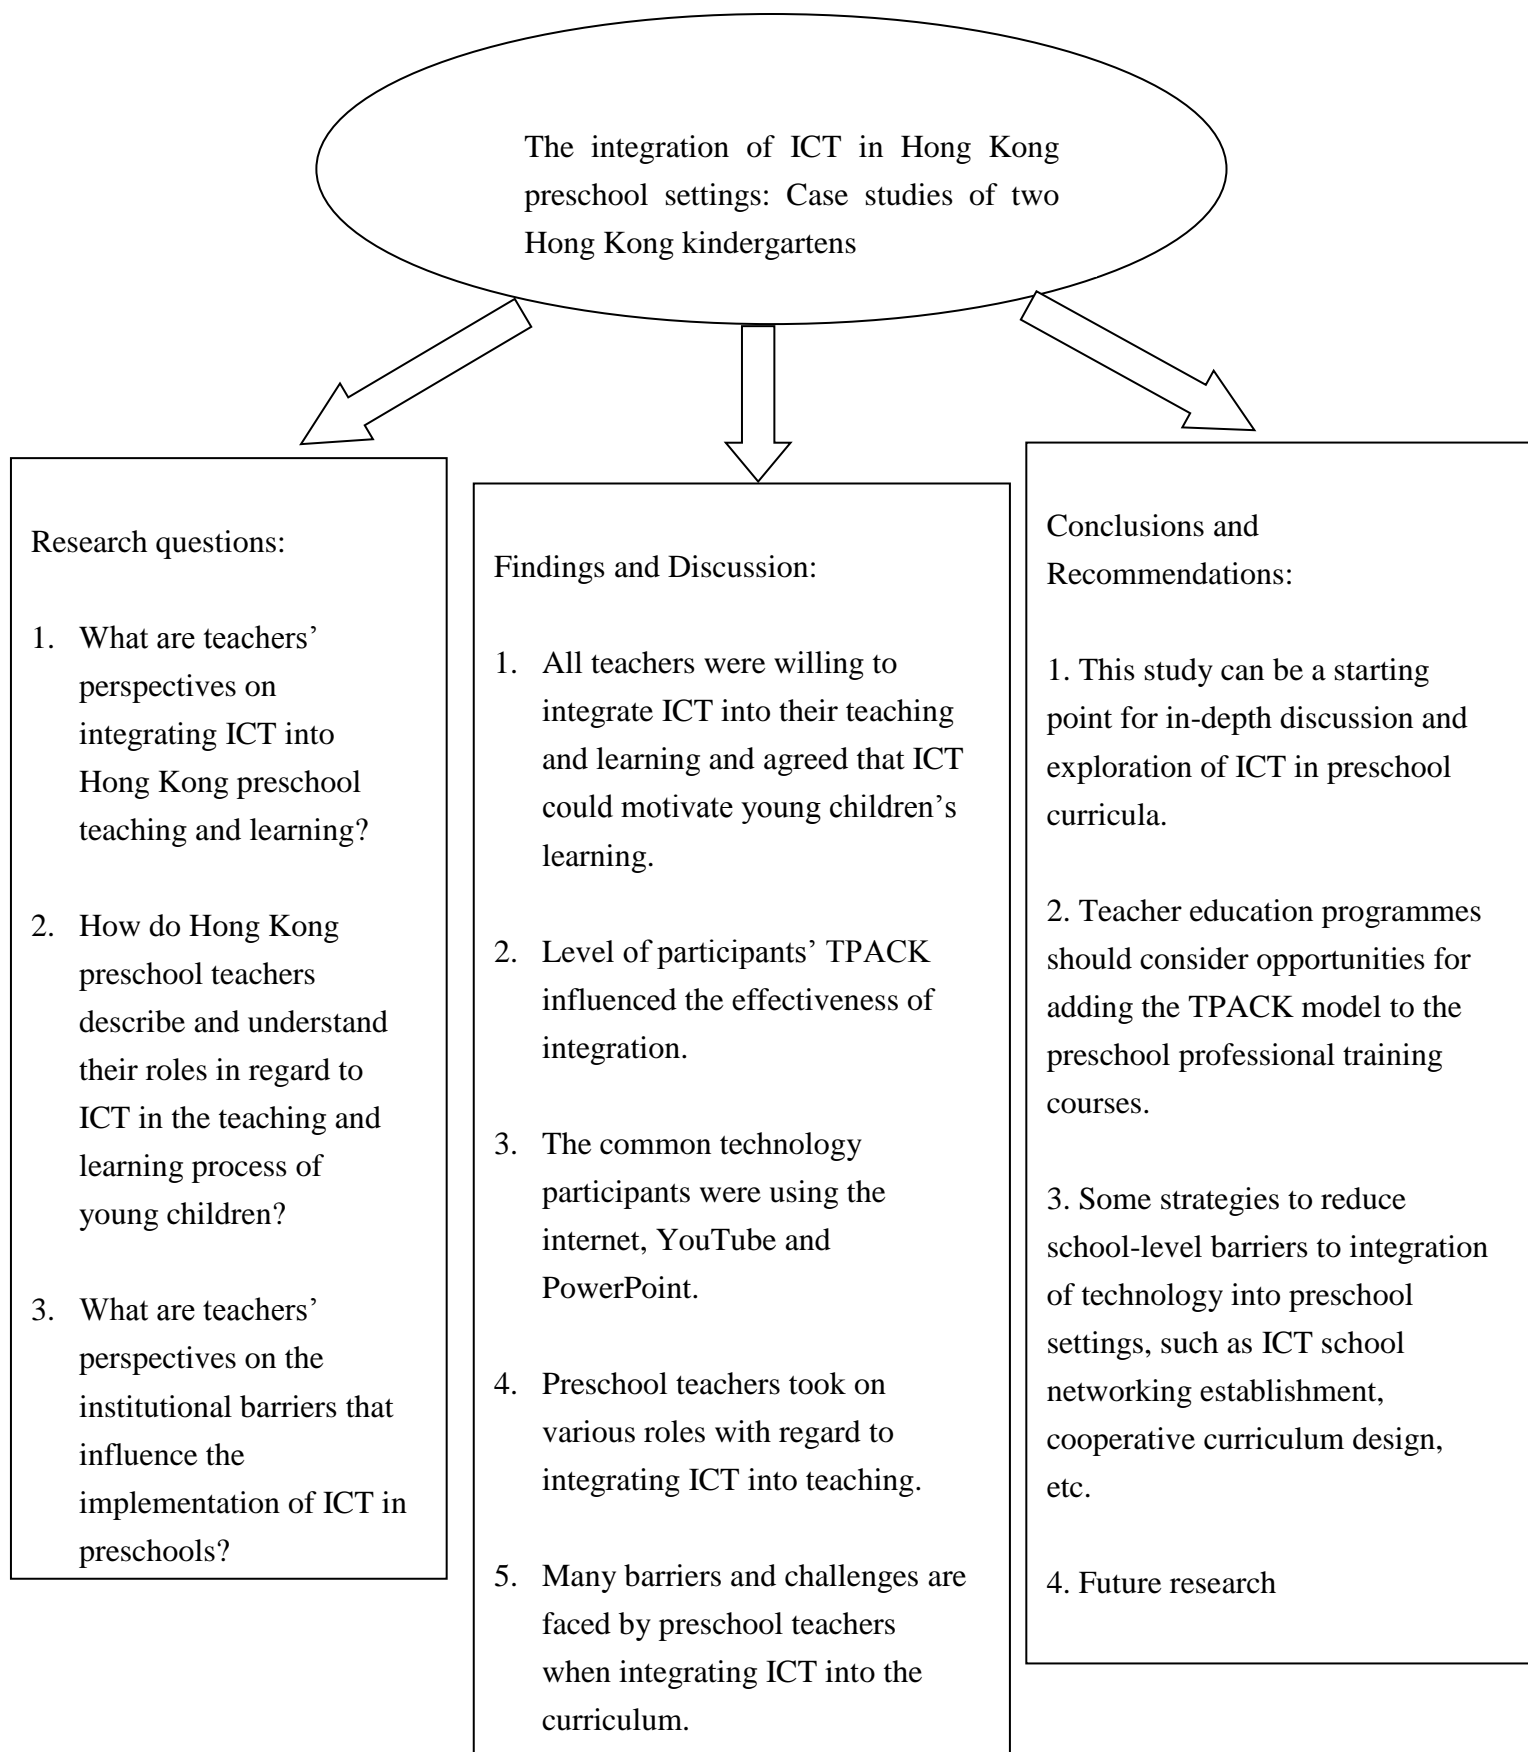 The integration of ICT in Hong Kong
preschool settings: Case studies of two
Hong Kong kindergartens
Research questions:
1. What are teachers’
perspectives on
integrating ICT into
Hong Kong preschool
teaching and learning?
2. How do Hong Kong
preschool teachers
describe and understand
their roles in regard to
ICT in the teaching and
learning process of
young children?
3. What are teachers’
perspectives on the
institutional barriers that
influence the
implementation of ICT in
preschools?
Findings and Discussion:
1. All teachers were willing to
integrate ICT into their teaching
and learning and agreed that ICT
could motivate young children’s
learning.
2. Level of participants’ TPACK
influenced the effectiveness of
integration.
3. The common technology
participants were using the
internet, YouTube and
PowerPoint.
4. Preschool teachers took on
various roles with regard to
integrating ICT into teaching.
5. Many barriers and challenges are
faced by preschool teachers
when integrating ICT into the
curriculum.
Conclusions and
Recommendations:
1. This study can be a starting
point for in-depth discussion and
exploration of ICT in preschool
curricula.
2. Teacher education programmes
should consider opportunities for
adding the TPACK model to the
preschool professional training
courses.
3. Some strategies to reduce
school-level barriers to integration
of technology into preschool
settings, such as ICT school
networking establishment,
cooperative curriculum design,
etc.
4. Future research